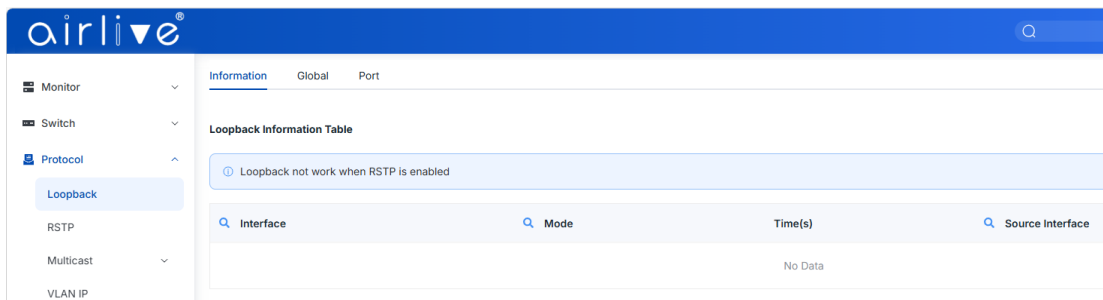 airlive®
Information Global Port
Monitor
Switch
Loopback Information Table
Protocol
Loopback not work when RSTP is enabled
Loopback
Interface Mode Time(s) Source Interface
RSTP
No Data
Multicast
VLAN IP